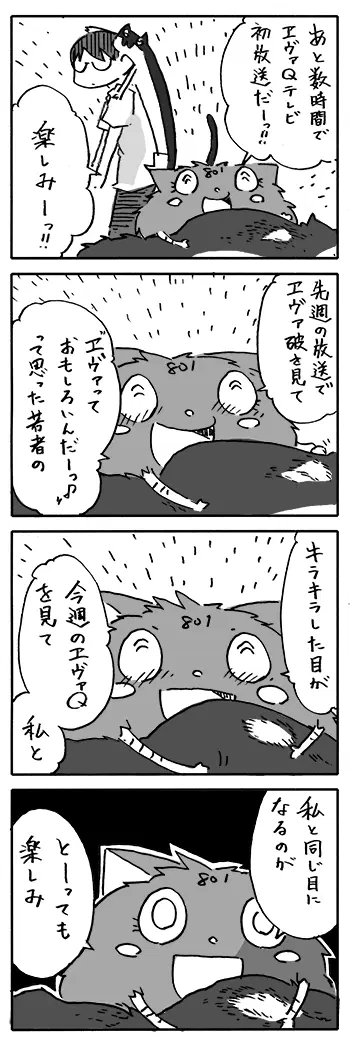 あと数時間で
ヱヴァQテレビ
初放送だーっ!!
801
楽しみーっ!!
先週の放送で
ヱヴァ破を見て
801
ヱヴァって
おもしろいんだーっ♪
って思った若者の
キラキラした目が
801
今週のヱヴァQ
を見て
私と
私と同じ目に
なるのが
801
とーっても
楽しみ